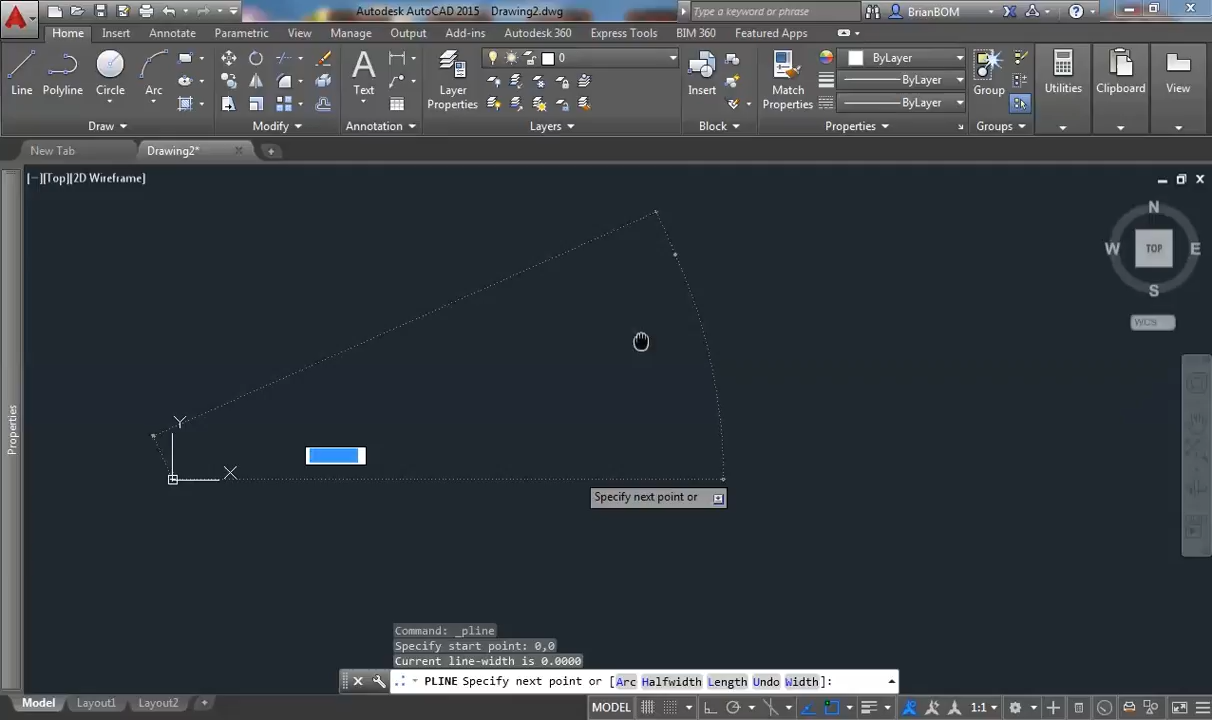 Autodesk AutoCAD 2015 Drawing2.dwg
Type a keyword or phrase
BrianBOM
Home Insert Annotate Parametric View Manage Output Add-ins Autodesk 360 Express Tools BIM 360 Featured Apps
Line Polyline Circle Arc
Text
Layer Properties
0
Insert
Match Properties
ByLayer
ByLayer
ByLayer
Group
Utilities
Clipboard
View
Draw Modify Annotation Layers Block Properties Groups
New Tab Drawing2*
[−][Top][2D Wireframe]
N
W TOP E
S
WCS
Properties
Y
X
Specify next point or
Command: _pline
Specify start point: 0,0
Current line-width is 0.0000
PLINE Specify next point or [Arc Halfwidth Length Undo Width]:
Model Layout1 Layout2 +
MODEL
1:1